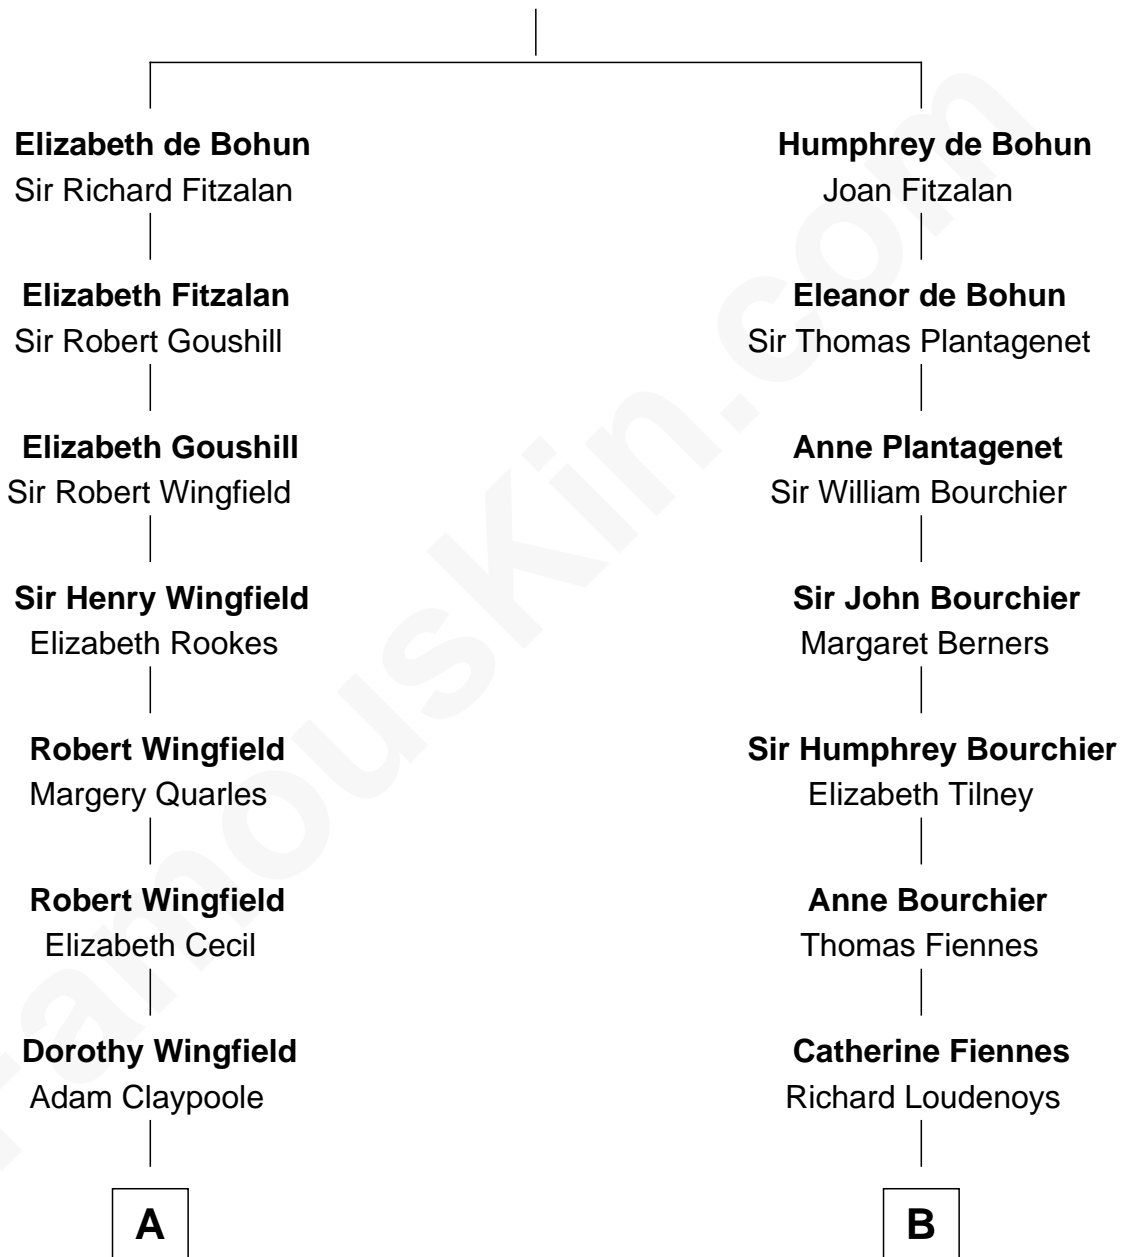 Elizabeth de Bohun
Sir Richard Fitzalan
Elizabeth Fitzalan
Sir Robert Goushill
Elizabeth Goushill
Sir Robert Wingfield
Sir Henry Wingfield
Elizabeth Rookes
Robert Wingfield
Margery Quarles
Robert Wingfield
Elizabeth Cecil
Dorothy Wingfield
Adam Claypoole
A
Humphrey de Bohun
Joan Fitzalan
Eleanor de Bohun
Sir Thomas Plantagenet
Anne Plantagenet
Sir William Bourchier
Sir John Bourchier
Margaret Berners
Sir Humphrey Bourchier
Elizabeth Tilney
Anne Bourchier
Thomas Fiennes
Catherine Fiennes
Richard Loudenoys
B
FamousKin.com